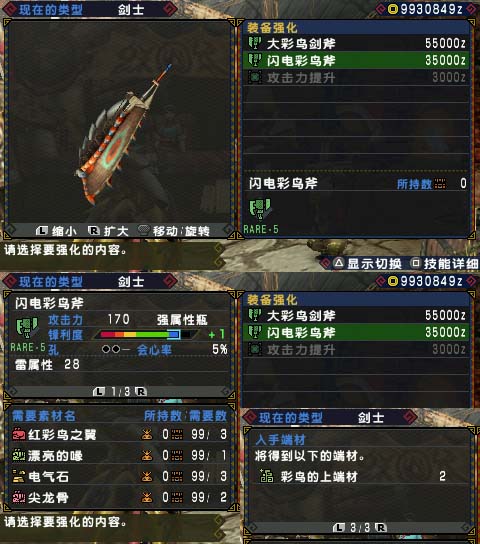 现在的类型 剑士
9930849z
装备强化
大彩鸟剑斧 55000z
闪电彩鸟斧 35000z
攻击力提升 3000z
闪电彩鸟斧 所持数 0
RARE-5
L 缩小 R 扩大 移动/旋转
请选择要强化的内容。
△显示切换 □技能详细
现在的类型 剑士
9930849z
闪电彩鸟斧
攻击力 170 强属性瓶
锋利度 +1
RARE-5 孔 ○○— 会心率 5%
雷属性 28
L 1/3 R
装备强化
大彩鸟剑斧 55000z
闪电彩鸟斧 35000z
攻击力提升 3000z
需要素材名 所持数/需要数
红彩鸟之翼 0 99/ 3
漂亮的喙 0 99/ 1
电气石 0 99/ 3
尖龙骨 0 99/ 2
请选择要强化的内容。
现在的类型 剑士
入手端材
将得到以下的端材。
彩鸟的上端材 2
L 3/3 R